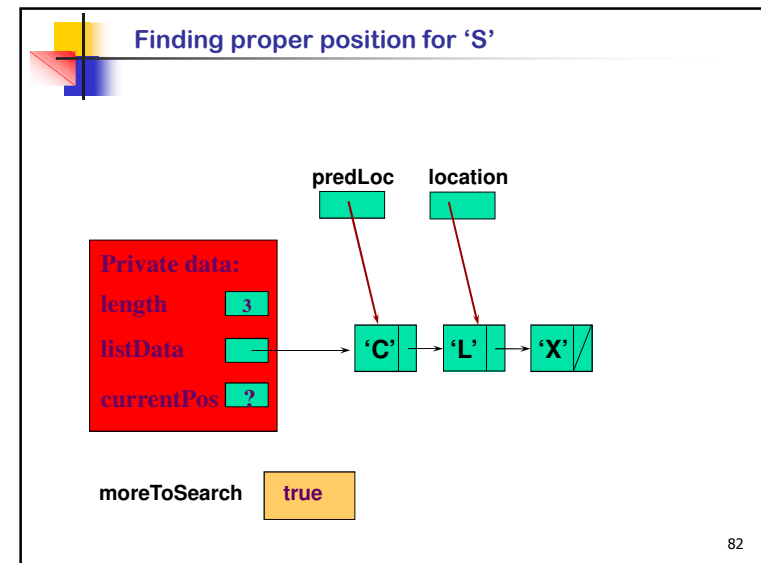 Finding proper position for ‘S’
predLoc location
Private data:
length 3
listData
‘C’ ‘L’ ‘X’
currentPos ?
moreToSearch true
82